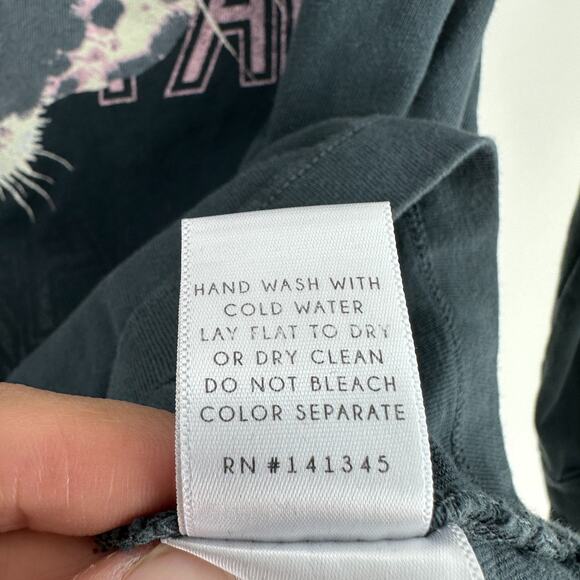 HAND WASH WITH
COLD WATER
LAY FLAT TO DRY
OR DRY CLEAN
DO NOT BLEACH
COLOR SEPARATE
RN #141345